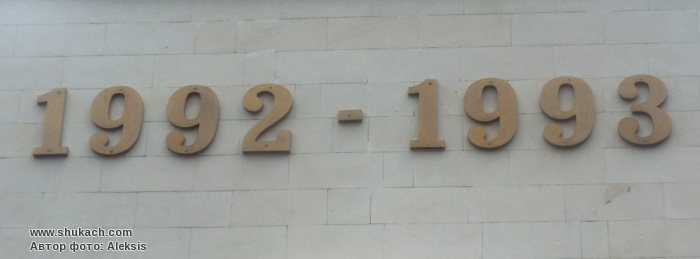 1992 - 1993
www.shukach.com
Автор фото: Aleksis